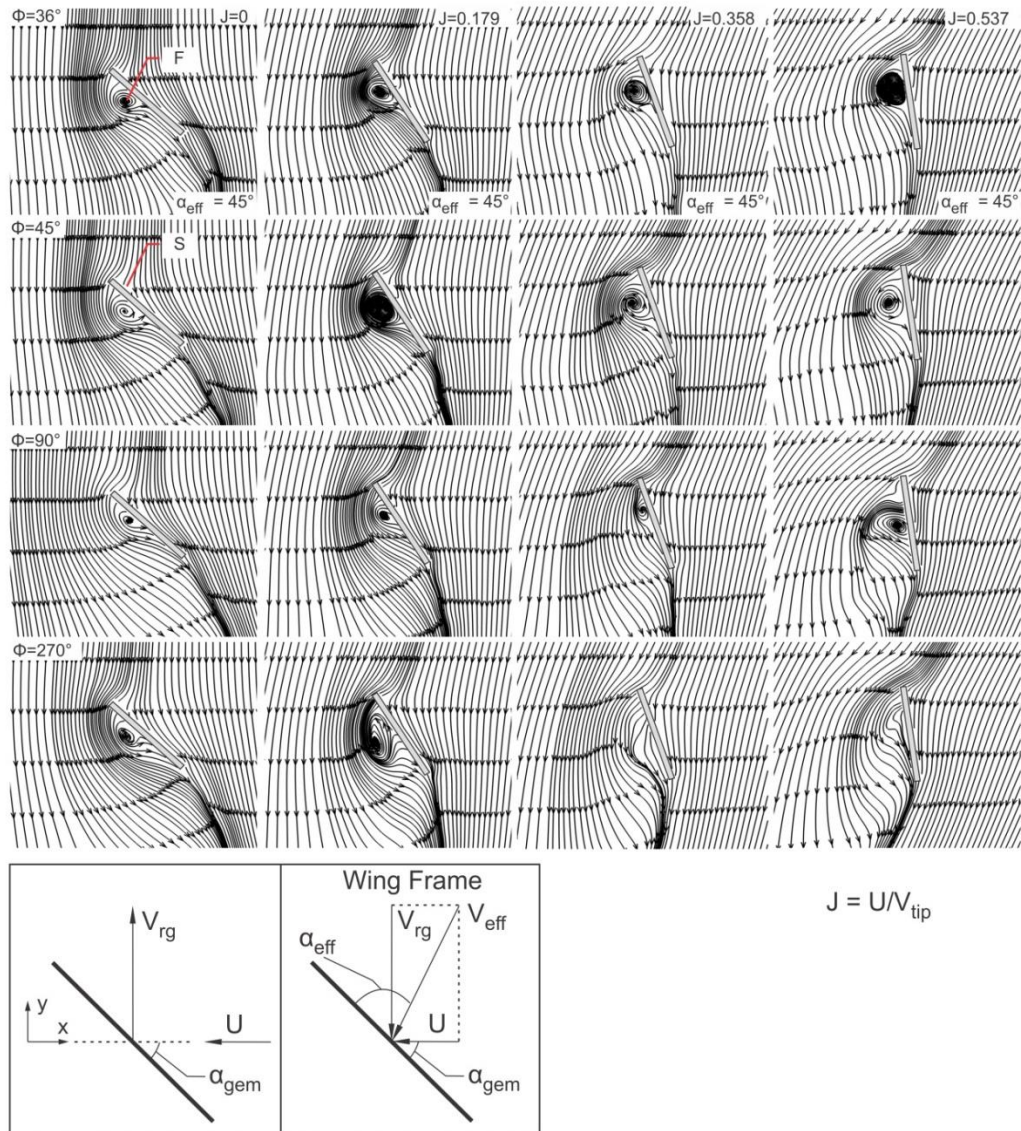 Φ=36° J=0 J=0.179 J=0.358 J=0.537
F
α_eff = 45° α_eff = 45° α_eff = 45° α_eff = 45°
Φ=45°
S
Φ=90°
Φ=270°
V_rg
y
x
U
α_gem
Wing Frame
α_eff
V_rg
V_eff
U
α_gem
J = U/V_tip